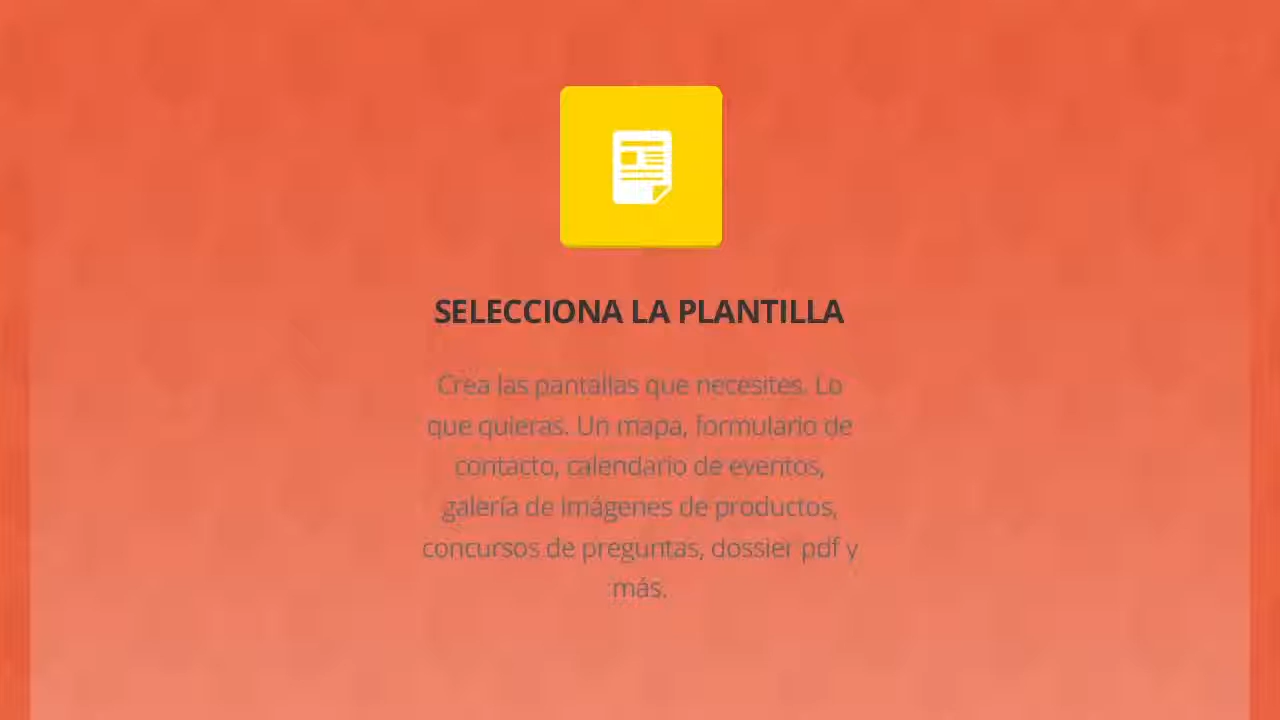 SELECCIONA LA PLANTILLA
Crea las pantallas que necesites. Lo
que quieras. Un mapa, formulario de
contacto, calendario de eventos,
galería de imágenes de productos,
concursos de preguntas, dossier pdf y
más.